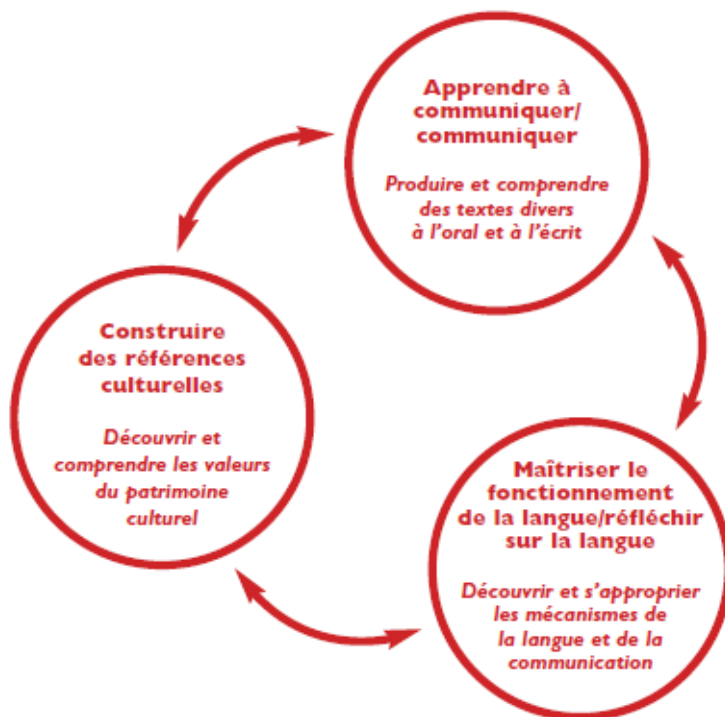 Apprendre à
communiquer/
communiquer
Produire et comprendre
des textes divers
à l'oral et à l'écrit
Construire
des références
culturelles
Découvrir et
comprendre les valeurs
du patrimoine
culturel
Maîtriser le
fonctionnement
de la langue/réfléchir
sur la langue
Découvrir et s'approprier
les mécanismes de
la langue et de la
communication